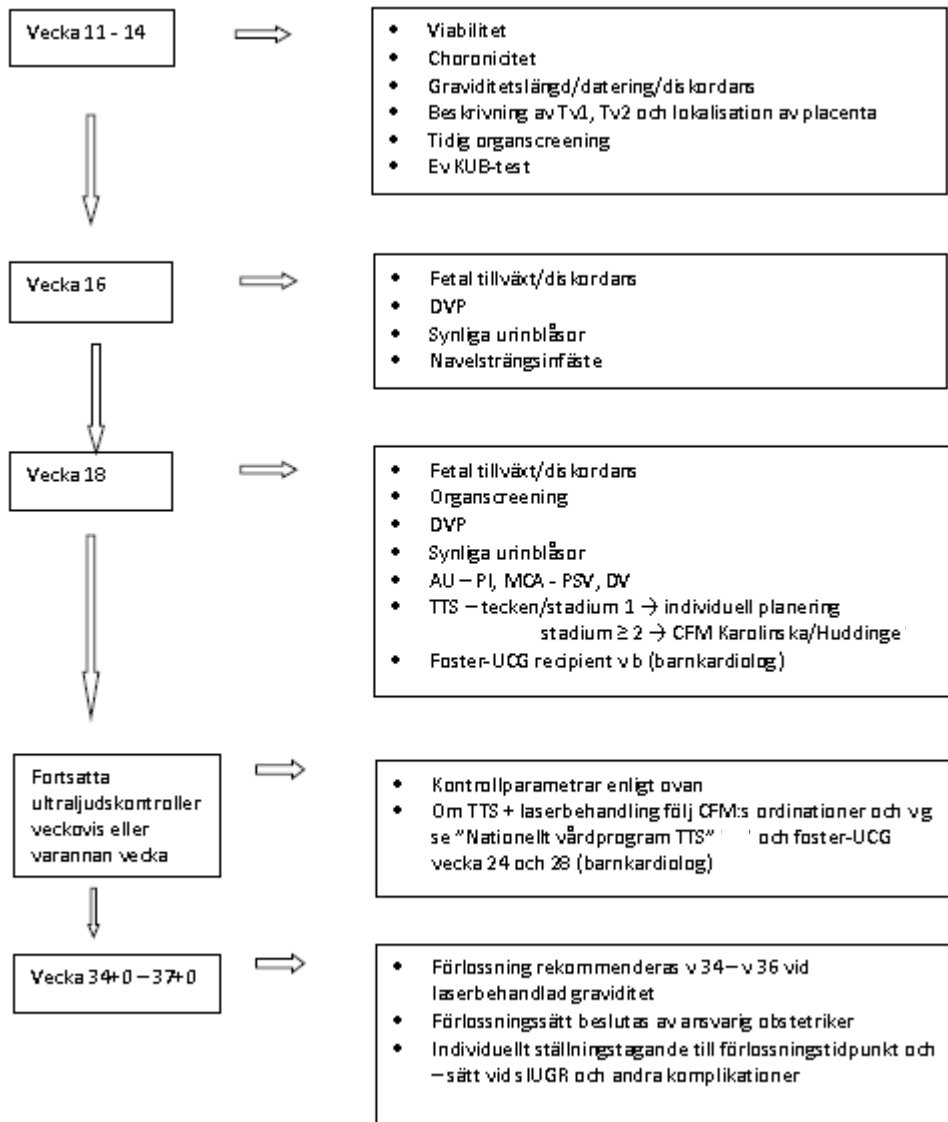 Vecka 11 - 14
• Viabilitet
• Choronicitet
• Graviditetslängd/datering/diskordans
• Beskrivning av Tv1, Tv2 och lokalisation av placenta
• Tidig organscreening
• Ev KUB-test
Vecka 16
• Fetal tillväxt/diskordans
• DVP
• Synliga urinblåsor
• Navelsträngsinfäste
Vecka 18
• Fetal tillväxt/diskordans
• Organscreening
• DVP
• Synliga urinblåsor
• AU – PI, MCA - PSV, DV
• TTS – tecken/stadium 1 → individuell planering
stadium ≥ 2 → CFM Karolinska/Huddinge
• Foster-UCG recipient v b (barnkardiolog)
Fortsatta
ultraljudskontroller
veckovis eller
varannan vecka
• Kontrollparametrar enligt ovan
• Om TTS + laserbehandling följ CFM:s ordinationer och vg
se ”Nationellt vårdprogram TTS” och foster-UCG
vecka 24 och 28 (barnkardiolog)
Vecka 34+0 – 37+0
• Förlossning rekommenderas v 34 – v 36 vid
laserbehandlad graviditet
• Förlossningssätt beslutas av ansvarig obstetriker
• Individuellt ställningstagande till förlossningstidpunkt och
– sätt vid sIUGR och andra komplikationer